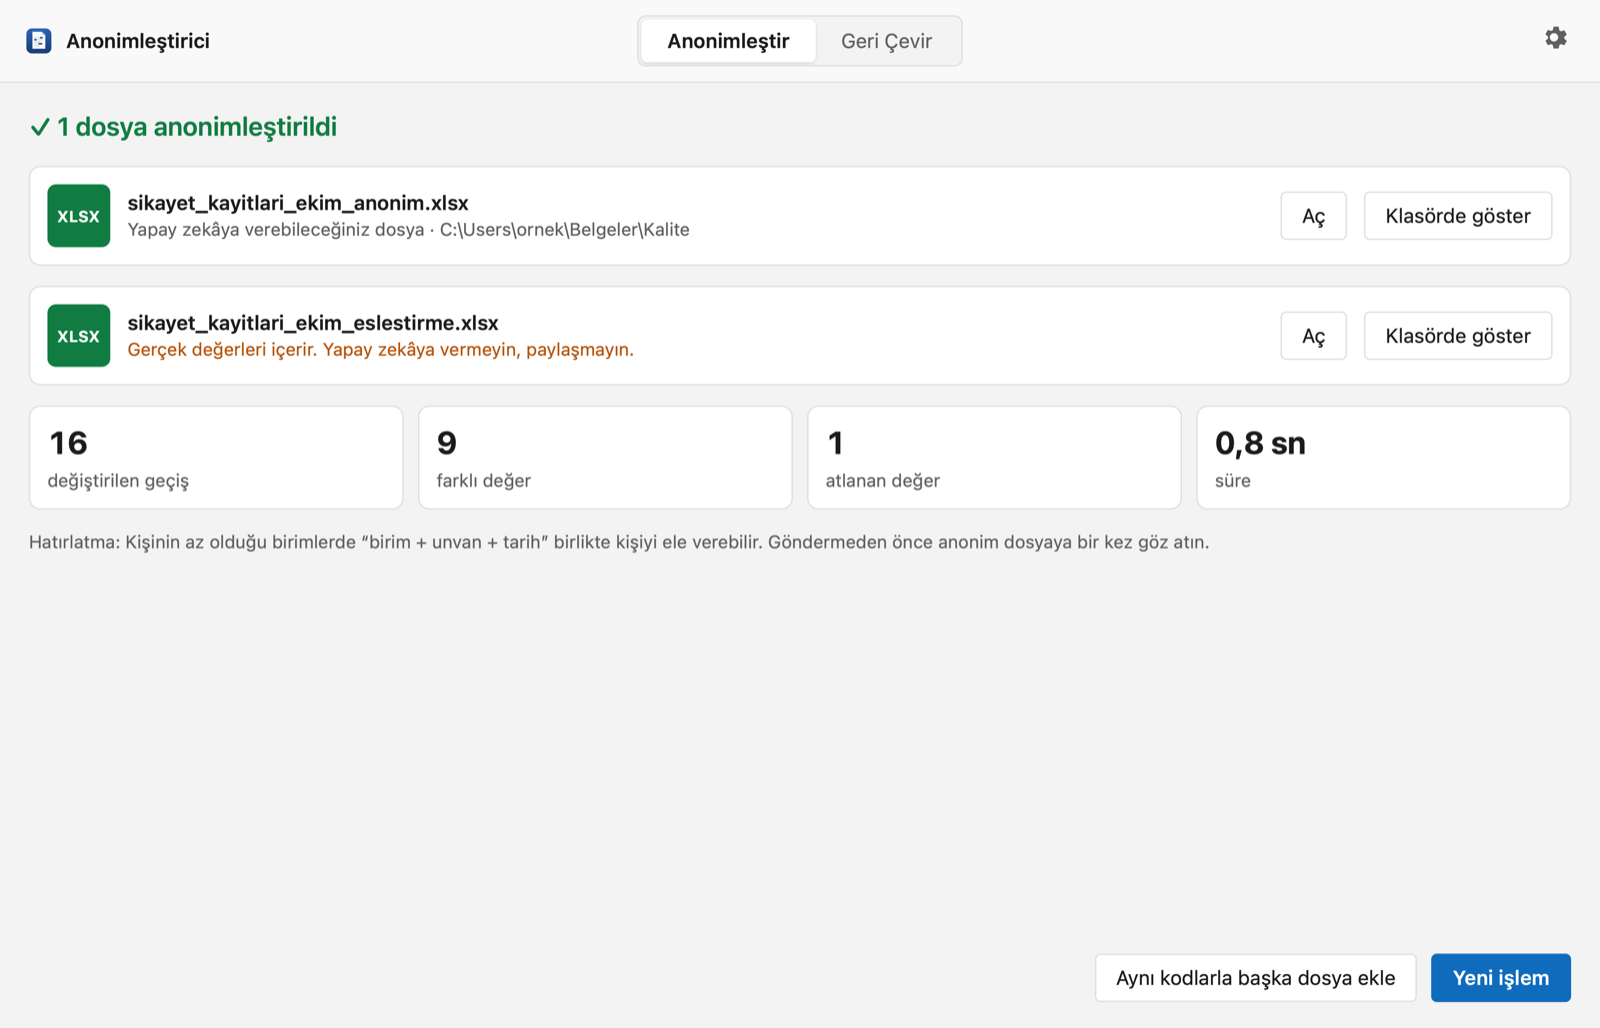 Anonimleştirici
Anonimleştir
Geri Çevir
✓ 1 dosya anonimleştirildi
XLSX
sikayet_kayitlari_ekim_anonim.xlsx
Yapay zekâya verebileceğiniz dosya · C:\Users\ornek\Belgeler\Kalite
Aç
Klasörde göster
XLSX
sikayet_kayitlari_ekim_eslestirme.xlsx
Gerçek değerleri içerir. Yapay zekâya vermeyin, paylaşmayın.
Aç
Klasörde göster
16
değiştirilen geçiş
9
farklı değer
1
atlanan değer
0,8 sn
süre
Hatırlatma: Kişinin az olduğu birimlerde “birim + unvan + tarih” birlikte kişiyi ele verebilir. Göndermeden önce anonim dosyaya bir kez göz atın.
Aynı kodlarla başka dosya ekle
Yeni işlem